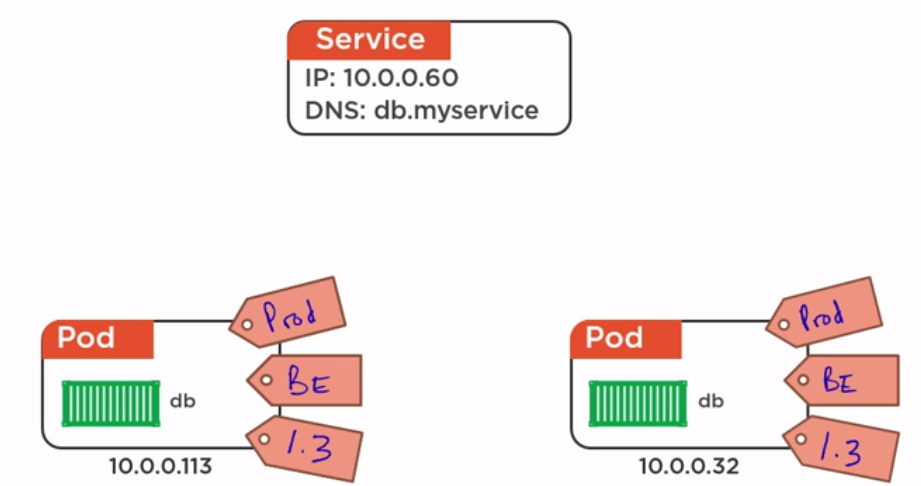 Service
IP: 10.0.0.60
DNS: db.myservice
Pod
db
Prod
BE
1.3
10.0.0.113
Pod
db
Prod
BE
1.3
10.0.0.32